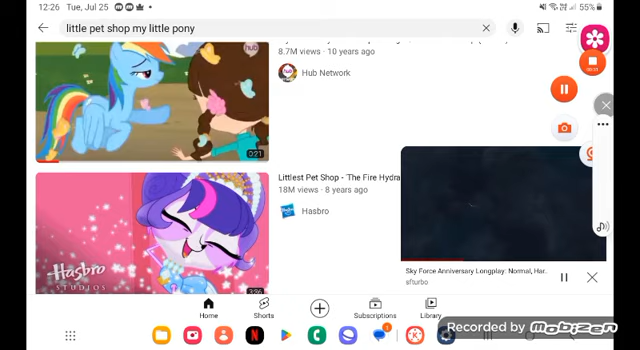 12:26 Tue, Jul 25
55%
little pet shop my little pony
8.7M views · 10 years ago
Hub Network
hub
0:21
Littlest Pet Shop - The Fire Hydra
18M views · 8 years ago
Hasbro
Hasbro
STUDIOS
3:36
Sky Force Anniversary Longplay: Normal, Har..
sfturbo
Home
Shorts
Subscriptions
Library
Recorded by mobizen